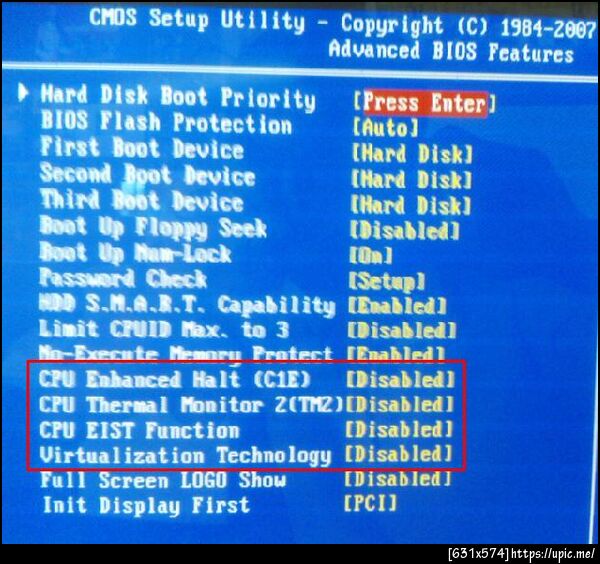 CMOS Setup Utility - Copyright (C) 1984-2007
Advanced BIOS Features
Hard Disk Boot Priority [Press Enter]
BIOS Flash Protection [Auto]
First Boot Device [Hard Disk]
Second Boot Device [Hard Disk]
Third Boot Device [Hard Disk]
Boot Up Floppy Seek [Disabled]
Boot Up Num-Lock [On]
Password Check [Setup]
HDD S.M.A.R.T. Capability [Enabled]
Limit CPUID Max. to 3 [Disabled]
No-Execute Memory Protect [Enabled]
CPU Enhanced Halt (C1E) [Disabled]
CPU Thermal Monitor 2(TM2) [Disabled]
CPU EIST Function [Disabled]
Virtualization Technology [Disabled]
Full Screen LOGO Show [Disabled]
Init Display First [PCI]
[631x574]https://upic.me/